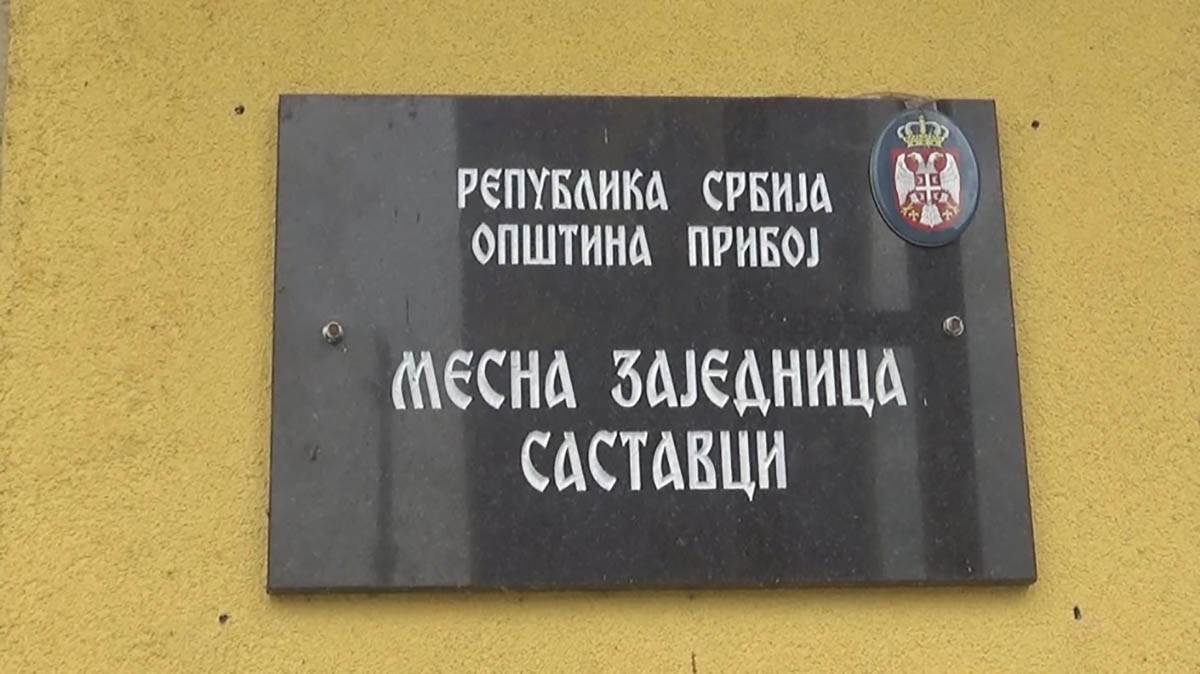 РЕПУБЛИКА СРБИЈА
ОПШТИНА ПРИБОЈ
МЕСНА ЗАЈЕДНИЦА
САСТАВЦИ